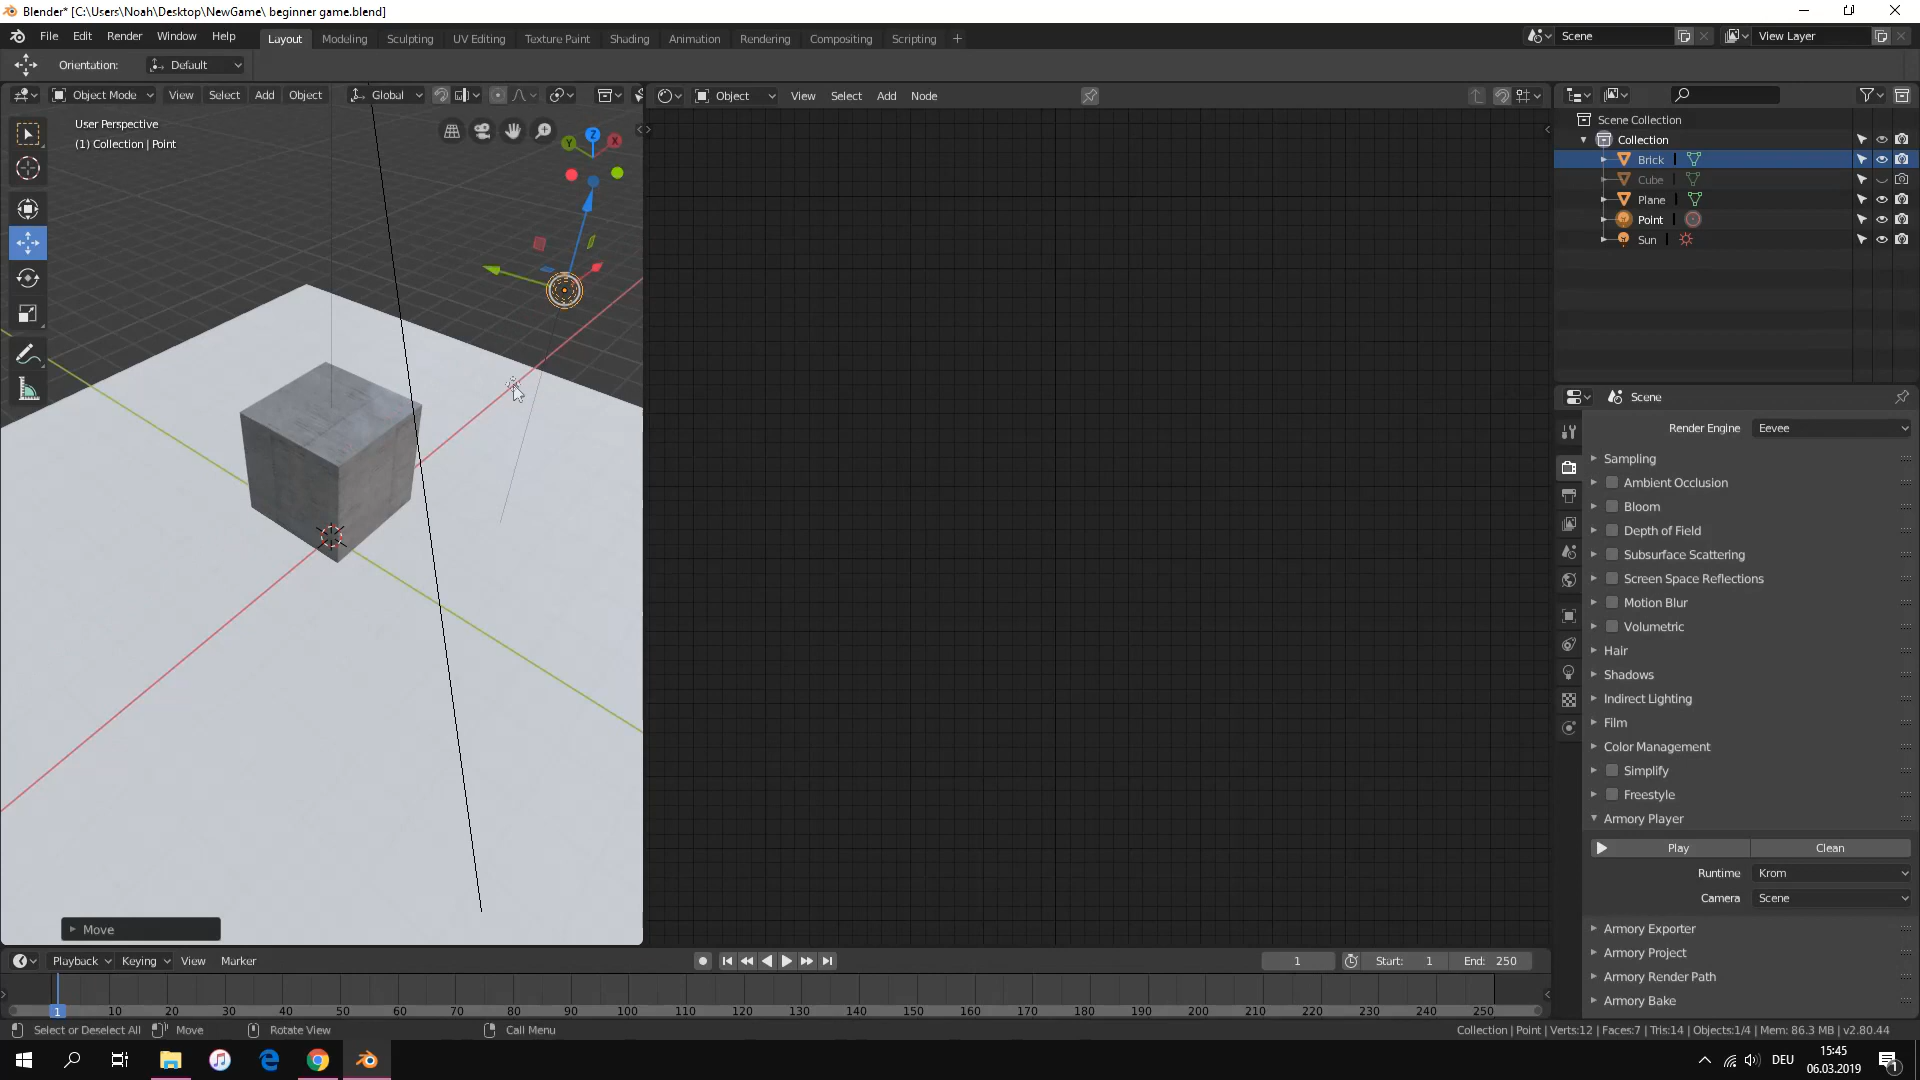 Blender* [C:\Users\Noah\Desktop\NewGame\ beginner game.blend]
File Edit Render Window Help Layout Modeling Sculpting UV Editing Texture Paint Shading Animation Rendering Compositing Scripting + Scene View Layer
Orientation: Default
Object Mode View Select Add Object Global
Object View Select Add Node
User Perspective
(1) Collection | Point
Z
Y
X
Scene Collection
Collection
Brick
Cube
Plane
Point
Sun
Scene
Render Engine Eevee
Sampling
Ambient Occlusion
Bloom
Depth of Field
Subsurface Scattering
Screen Space Reflections
Motion Blur
Volumetric
Hair
Shadows
Indirect Lighting
Film
Color Management
Simplify
Freestyle
Armory Player
Play Clean
Runtime Krom
Camera Scene
Armory Exporter
Armory Project
Armory Render Path
Armory Bake
Move
Playback Keying View Marker 1 Start: 1 End: 250
1 10 20 30 40 50 60 70 80 90 100 110 120 130 140 150 160 170 180 190 200 210 220 230 240 250
Select or Deselect All Move Rotate View Call Menu Collection | Point | Verts:12 | Faces:7 | Tris:14 | Objects:1/4 | Mem: 86.3 MB | v2.80.44
DEU
15:45
06.03.2019
1